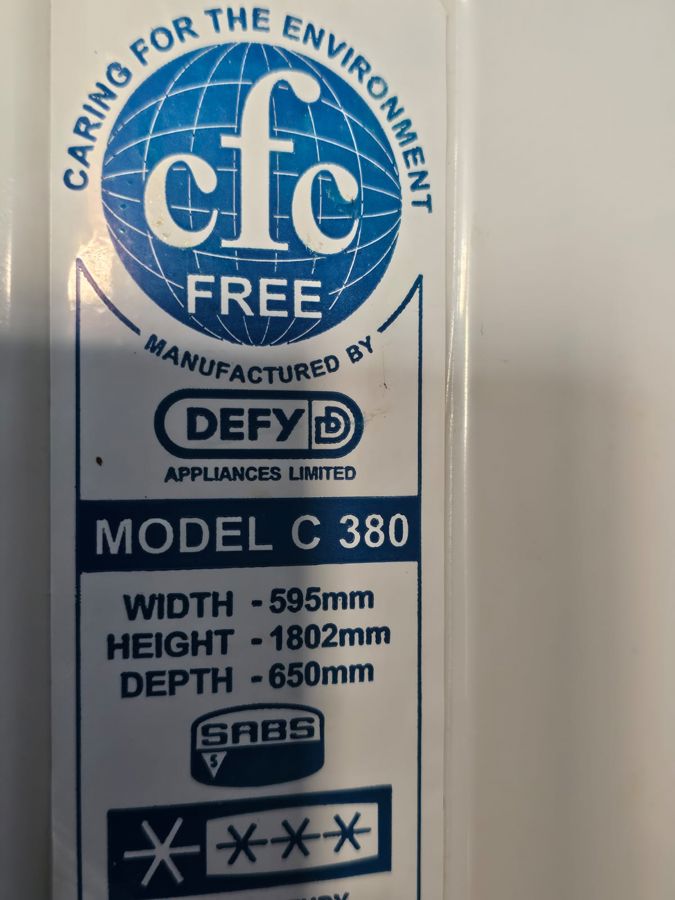 CARING FOR THE ENVIRONMENT
cfc
FREE
MANUFACTURED BY
DEFY D
APPLIANCES LIMITED
MODEL C 380
WIDTH - 595mm
HEIGHT - 1802mm
DEPTH - 650mm
SABS
S